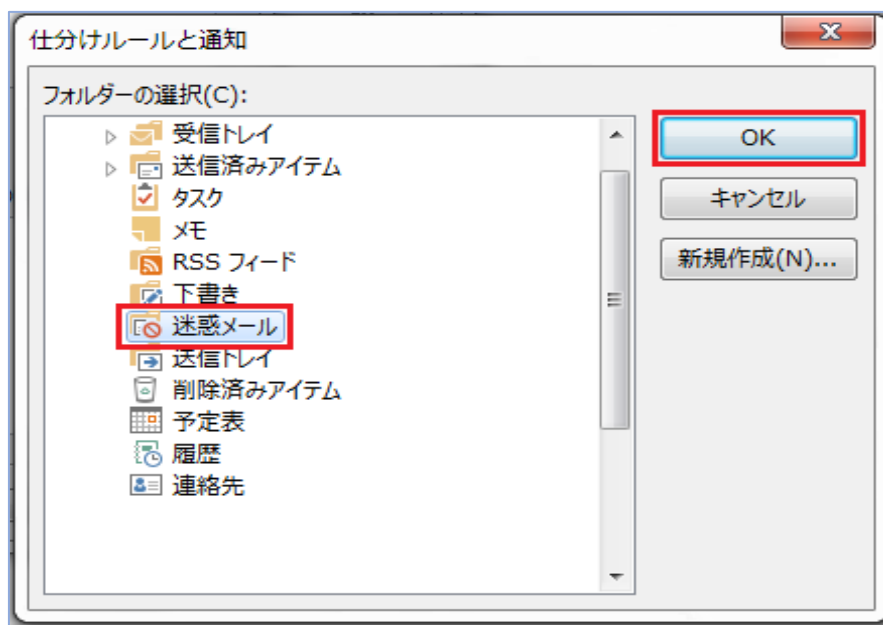 仕分けルールと通知
フォルダーの選択(C):
受信トレイ
送信済みアイテム
タスク
メモ
RSS フィード
下書き
迷惑メール
送信トレイ
削除済みアイテム
予定表
履歴
連絡先
OK
キャンセル
新規作成(N)...